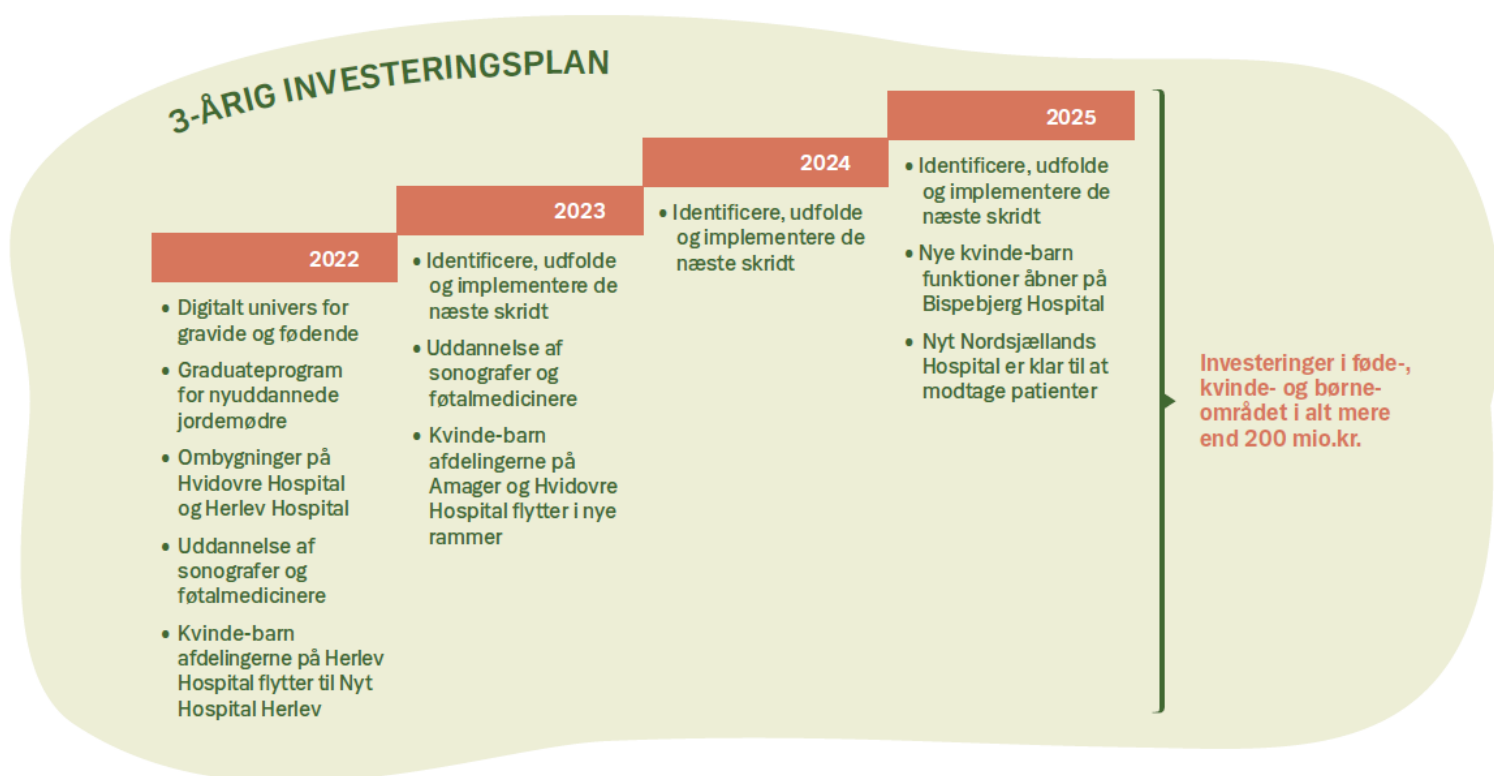 3-ÅRIG INVESTERINGSPLAN
2022
• Digitalt univers for
gravide og fødende
• Graduateprogram
for nyuddannede
jordemødre
• Ombygninger på
Hvidovre Hospital
og Herlev Hospital
• Uddannelse af
sonografer og
føtalmedicinere
• Kvinde-barn
afdelingerne på Herlev
Hospital flytter til Nyt
Hospital Herlev
2023
• Identificere, udfolde
og implementere de
næste skridt
• Uddannelse af
sonografer og
føtalmedicinere
• Kvinde-barn
afdelingerne på
Amager og Hvidovre
Hospital flytter i nye
rammer
2024
• Identificere, udfolde
og implementere de
næste skridt
2025
• Identificere, udfolde
og implementere de
næste skridt
• Nye kvinde-barn
funktioner åbner på
Bispebjerg Hospital
• Nyt Nordsjællands
Hospital er klar til at
modtage patienter
Investeringer i føde-,
kvinde- og børne-
området i alt mere
end 200 mio.kr.